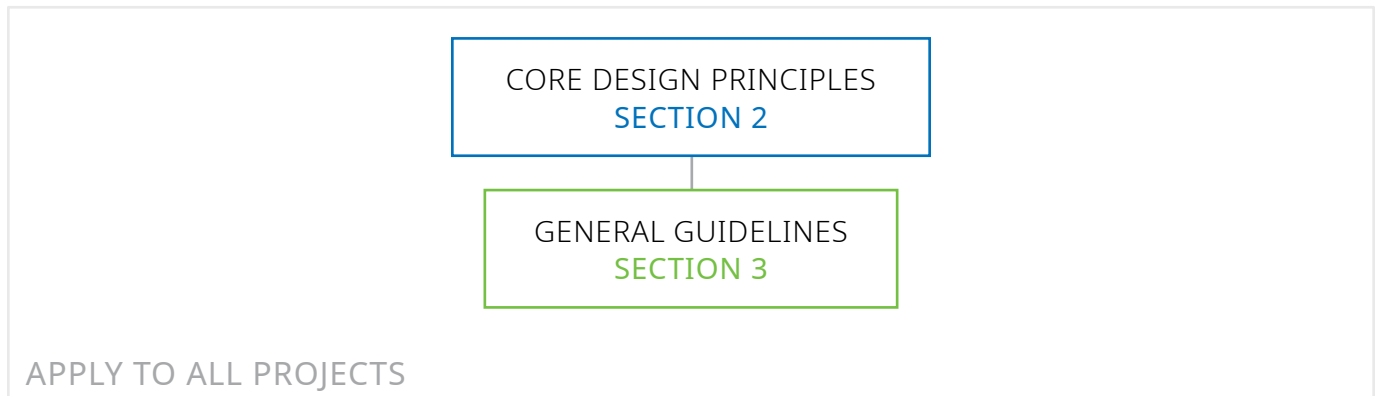 CORE DESIGN PRINCIPLES
SECTION 2
GENERAL GUIDELINES
SECTION 3
APPLY TO ALL PROJECTS